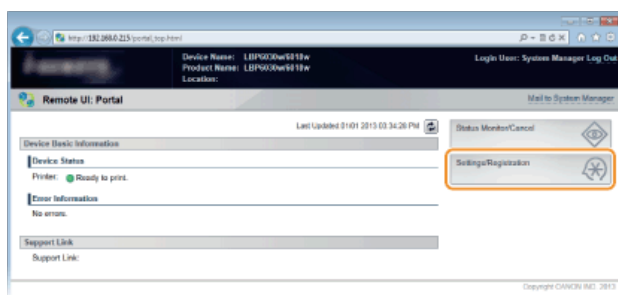 http://192.168.0.215/portal_top.html
Device Name: LBP6030w/6018w
Product Name: LBP6030w/6018w
Location:
Login User: System Manager Log Out
Remote UI: Portal
Mail to System Manager
Last Updated 01/01 2013 03:34:26 PM
Device Basic Information
Device Status
Printer: Ready to print.
Error Information
No errors.
Support Link
Support Link:
Status Monitor/Cancel
Settings/Registration
Copyright CANON INC. 2013